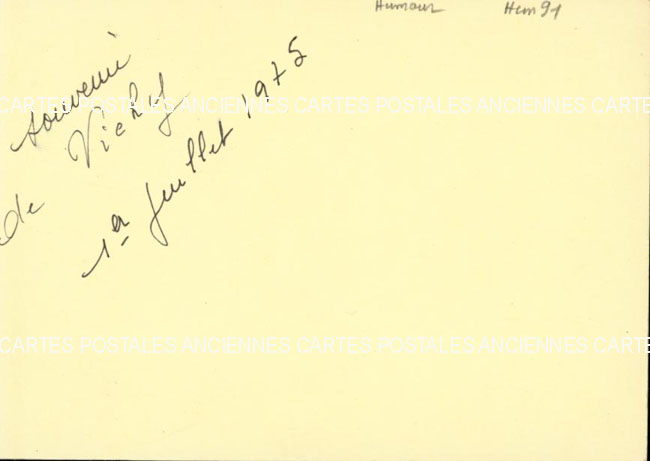 Humour Hum 91
souvenir
de Vichy
1er Juillet 1975
CARTES POSTALES ANCIENNES CARTES POSTALES ANCIENNES CARTE
CARTES POSTALES ANCIENNES CARTES POSTALES ANCIENNES CARTE